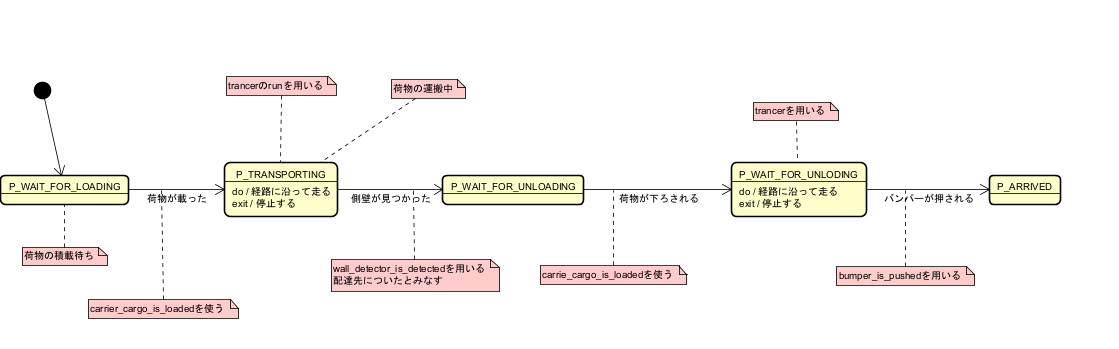 trancerのrunを用いる
荷物の運搬中
trancerを用いる
P_WAIT_FOR_LOADING
荷物が載った
P_TRANSPORTING
do / 経路に沿って走る
exit / 停止する
側壁が見つかった
P_WAIT_FOR_UNLOADING
荷物が下ろされる
P_WAIT_FOR_UNLODING
do / 経路に沿って走る
exit / 停止する
バンパーが押される
P_ARRIVED
荷物の積載待ち
carrier_cargo_is_loadedを使う
wall_detector_is_detectedを用いる
配達先についたとみなす
carrie_cargo_is_loadedを使う
bumper_is_pushedを用いる